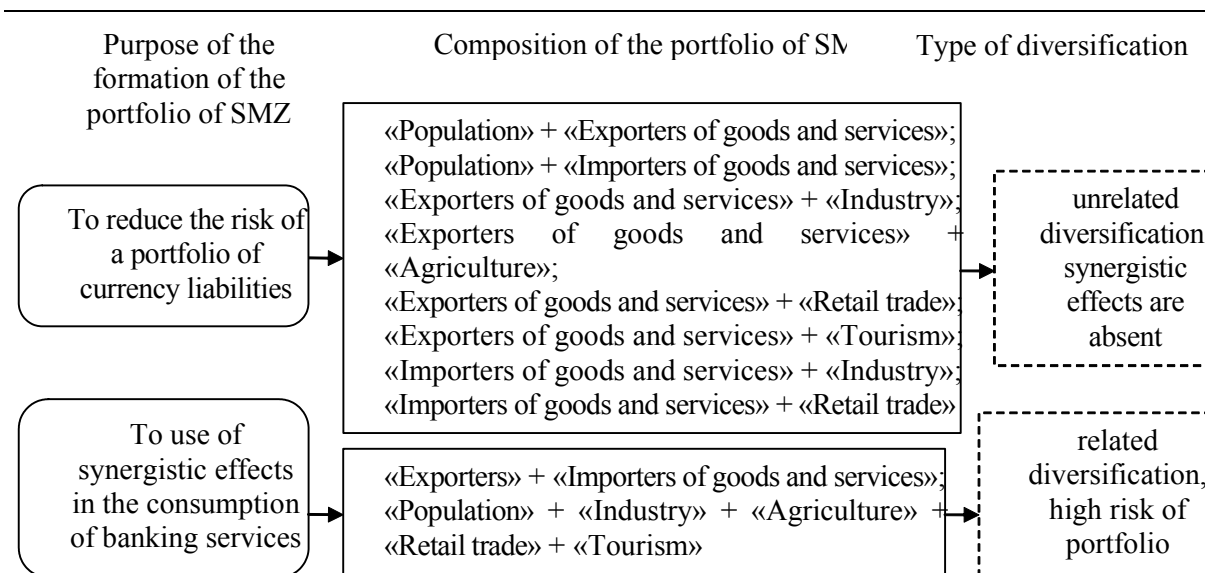 Purpose of the
formation of the
portfolio of SMZ
Composition of the portfolio of SM
Type of diversification
To reduce the risk of
a portfolio of
currency liabilities
«Population» + «Exporters of goods and services»;
«Population» + «Importers of goods and services»;
«Exporters of goods and services» + «Industry»;
«Exporters of goods and services» +
«Agriculture»;
«Exporters of goods and services» + «Retail trade»;
«Exporters of goods and services» + «Tourism»;
«Importers of goods and services» + «Industry»;
«Importers of goods and services» + «Retail trade»
unrelated
diversification
synergistic
effects are
absent
To use of
synergistic effects
in the consumption
of banking services
«Exporters» + «Importers of goods and services»;
«Population» + «Industry» + «Agriculture» +
«Retail trade» + «Tourism»
related
diversification,
high risk of
portfolio